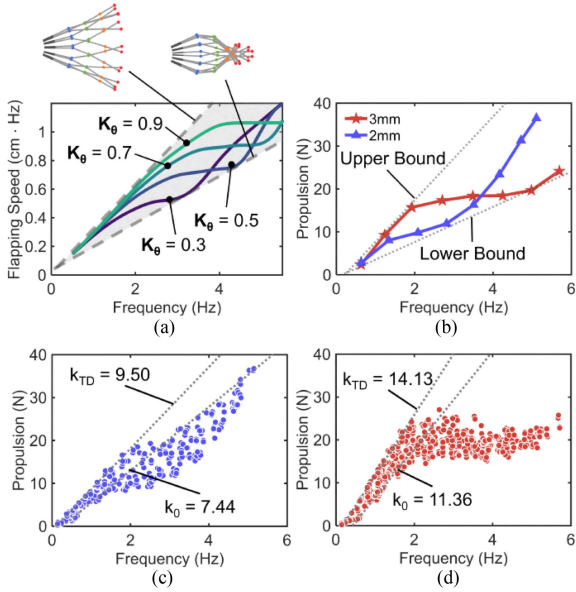 Flapping Speed (cm · Hz)
1
0.8
0.6
0.4
0.2
0
0
2
4
Frequency (Hz)
K_θ = 0.9
K_θ = 0.7
K_θ = 0.5
K_θ = 0.3
(a)
Propulsion (N)
40
30
20
10
0
0
2
4
6
Frequency (Hz)
3mm
2mm
Upper Bound
Lower Bound
(b)
Propulsion (N)
40
30
20
10
0
0
2
4
6
Frequency (Hz)
k_TD = 9.50
k_0 = 7.44
(c)
Propulsion (N)
40
30
20
10
0
0
2
4
6
Frequency (Hz)
k_TD = 14.13
k_0 = 11.36
(d)